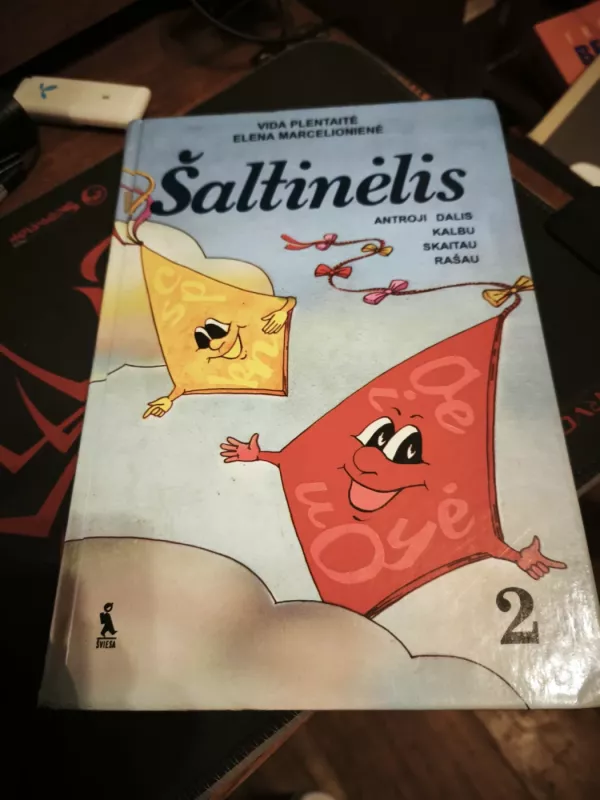 VIDA PLENTAITĖ
ELENA MARCELIONIENĖ
Šaltinėlis
ANTROJI DALIS
KALBU
SKAITAU
RAŠAU
2
ŠVIESA